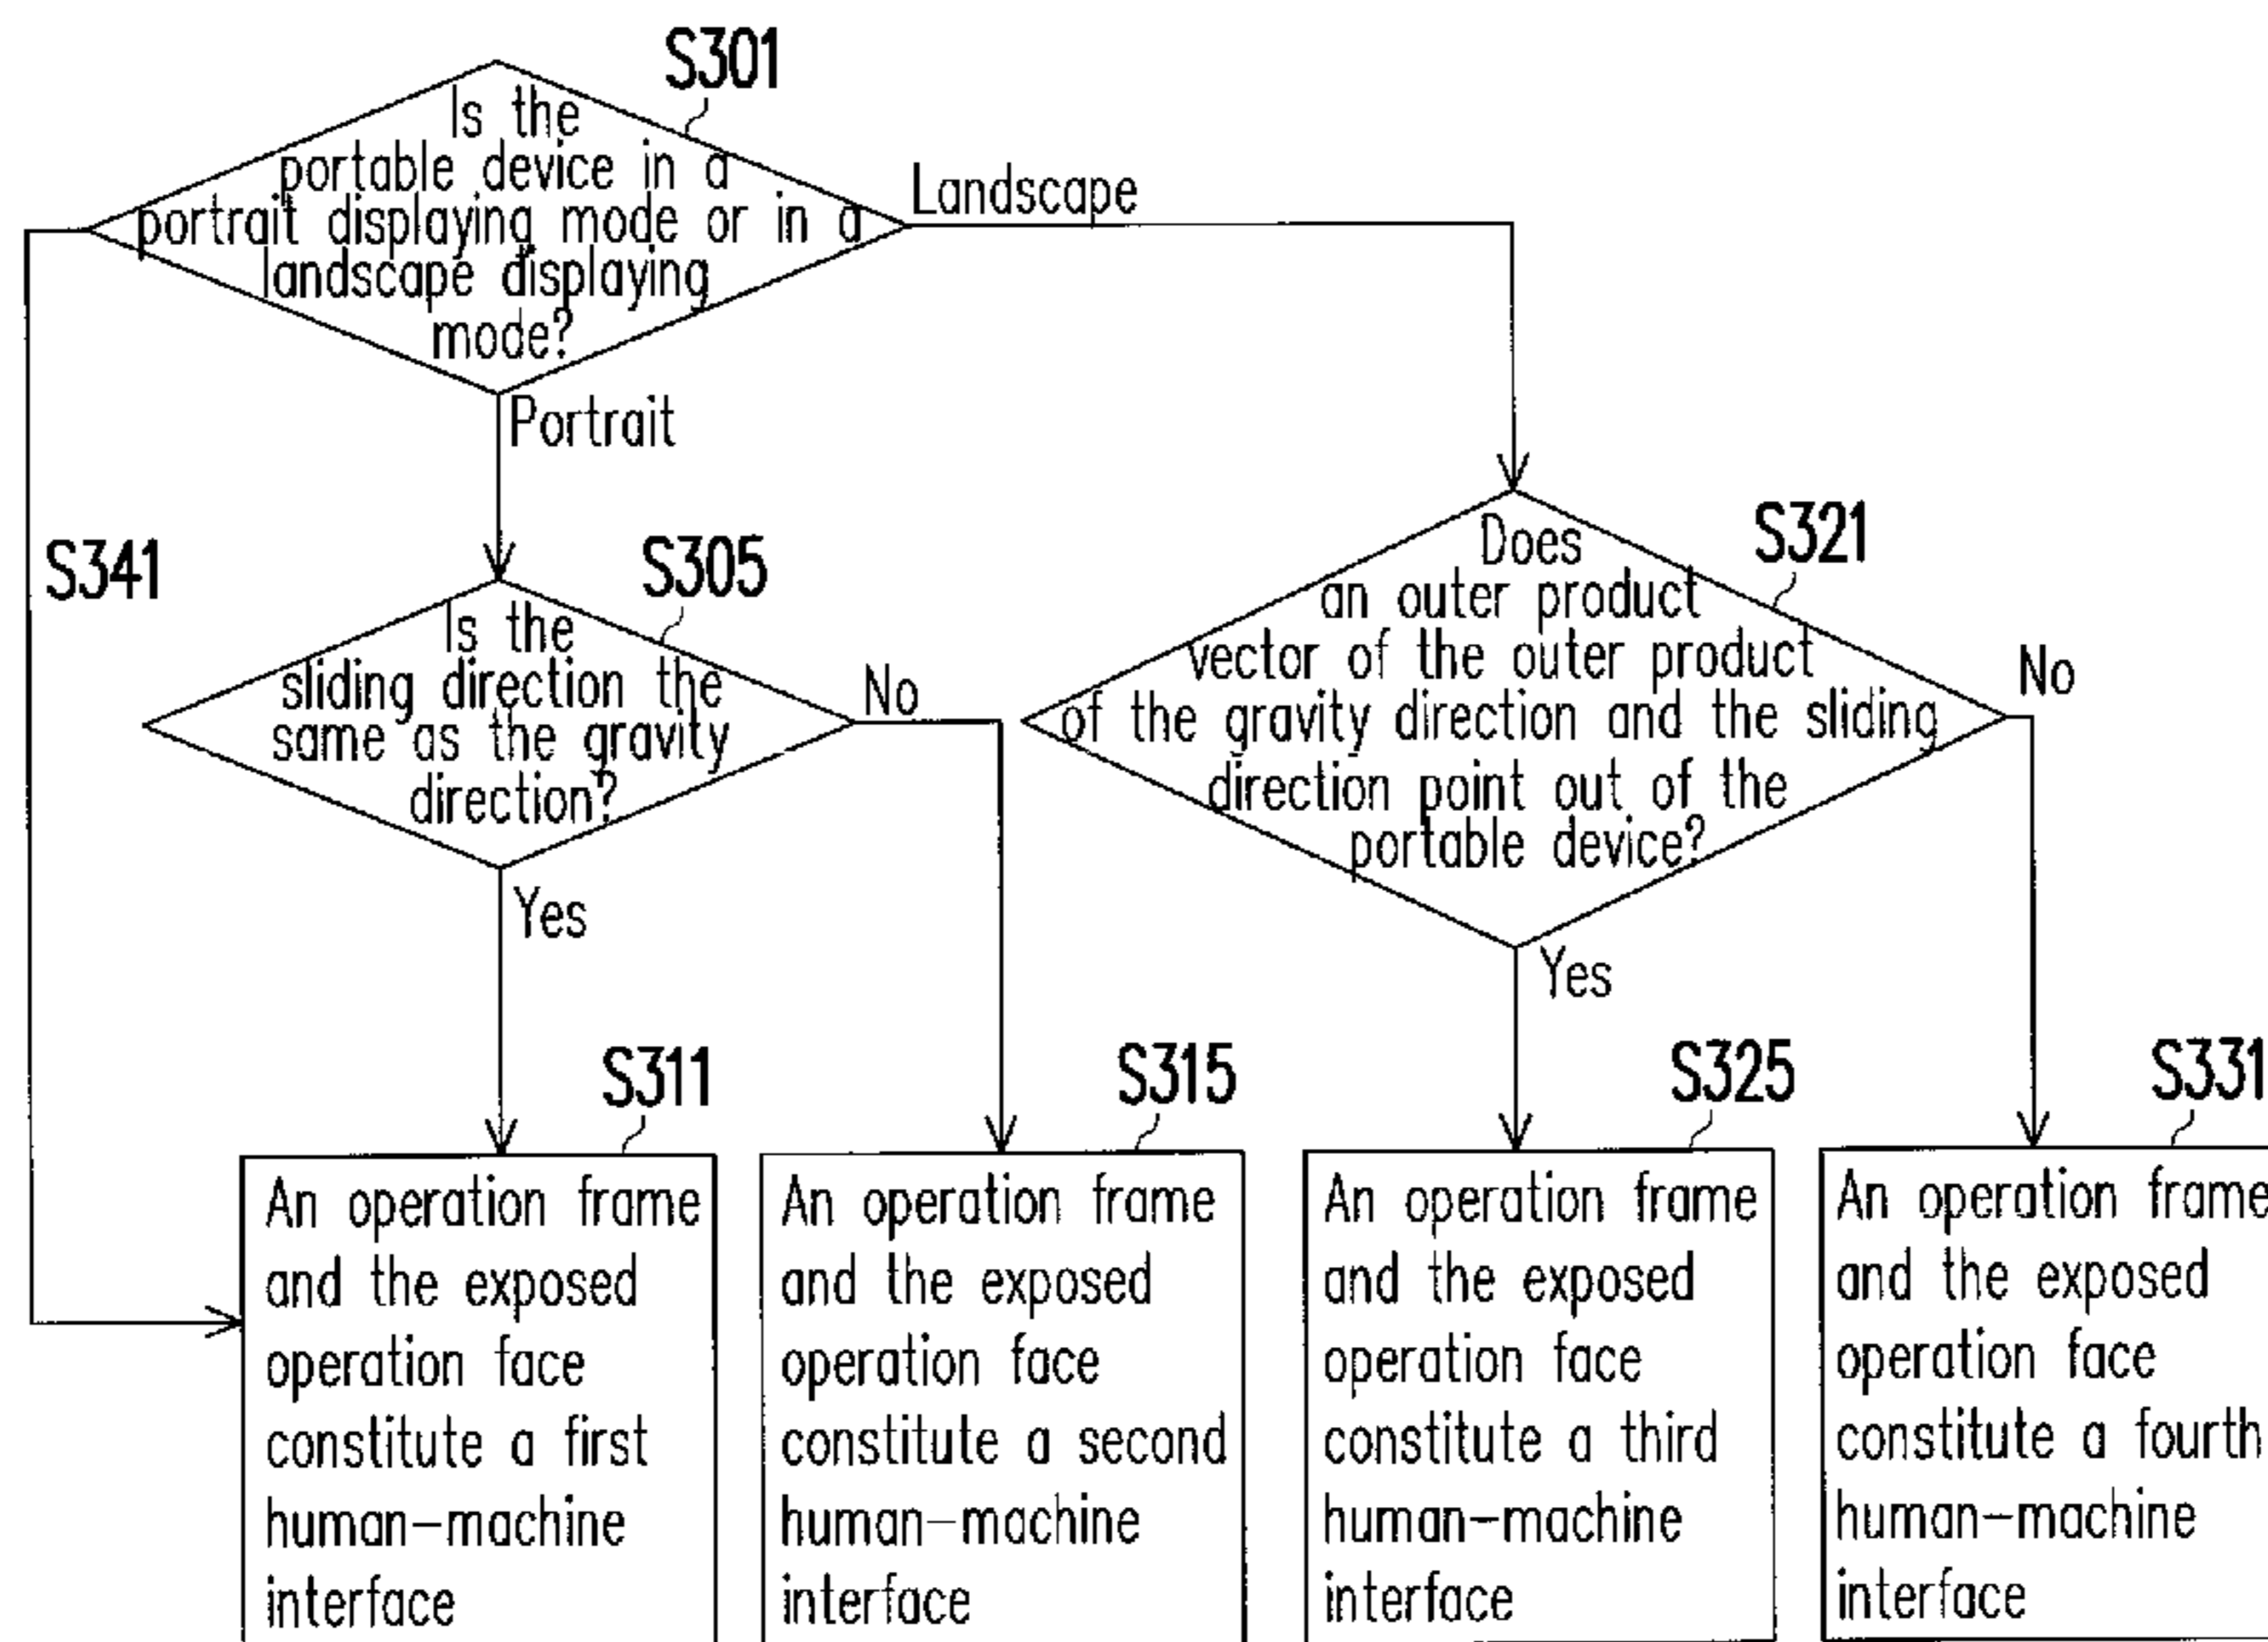 S301
Is the
portable device in a
portrait displaying mode or in a
landscape displaying
mode?
Landscape
Portrait
S341
S305
Is the
sliding direction the
same as the gravity
direction?
No
Yes
S321
Does
an outer product
vector of the outer product
of the gravity direction and the sliding
direction point out of the
portable device?
No
Yes
S311
An operation frame
and the exposed
operation face
constitute a first
human-machine
interface
S315
An operation frame
and the exposed
operation face
constitute a second
human-machine
interface
S325
An operation frame
and the exposed
operation face
constitute a third
human-machine
interface
S331
An operation frame
and the exposed
operation face
constitute a fourth
human-machine
interface